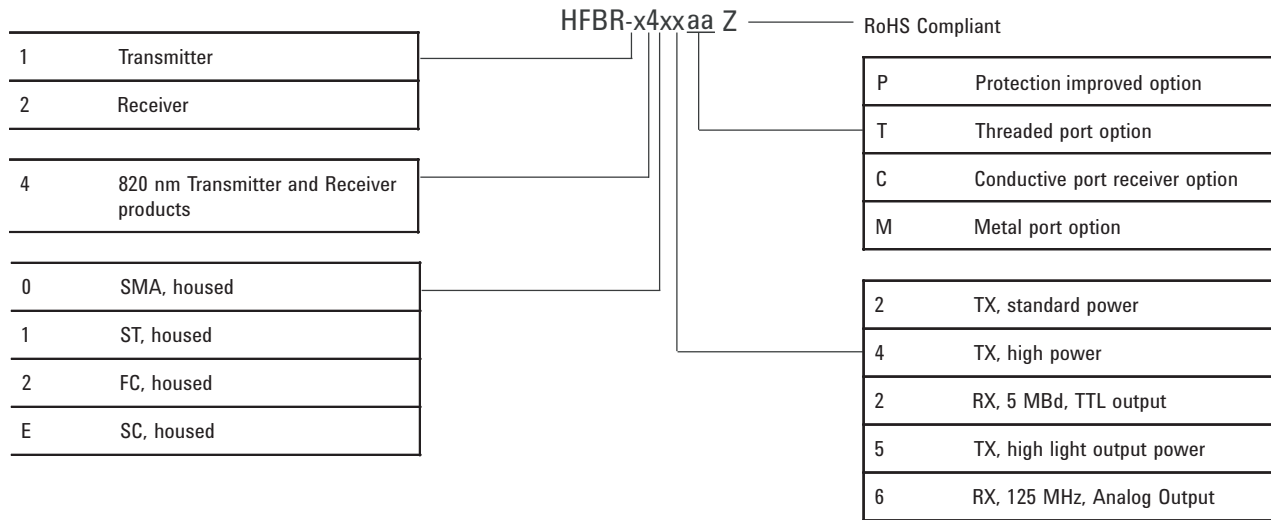 HFBR-x4xxaa Z
RoHS Compliant
1 Transmitter
2 Receiver
4 820 nm Transmitter and Receiver
products
0 SMA, housed
1 ST, housed
2 FC, housed
E SC, housed
P Protection improved option
T Threaded port option
C Conductive port receiver option
M Metal port option
2 TX, standard power
4 TX, high power
2 RX, 5 MBd, TTL output
5 TX, high light output power
6 RX, 125 MHz, Analog Output